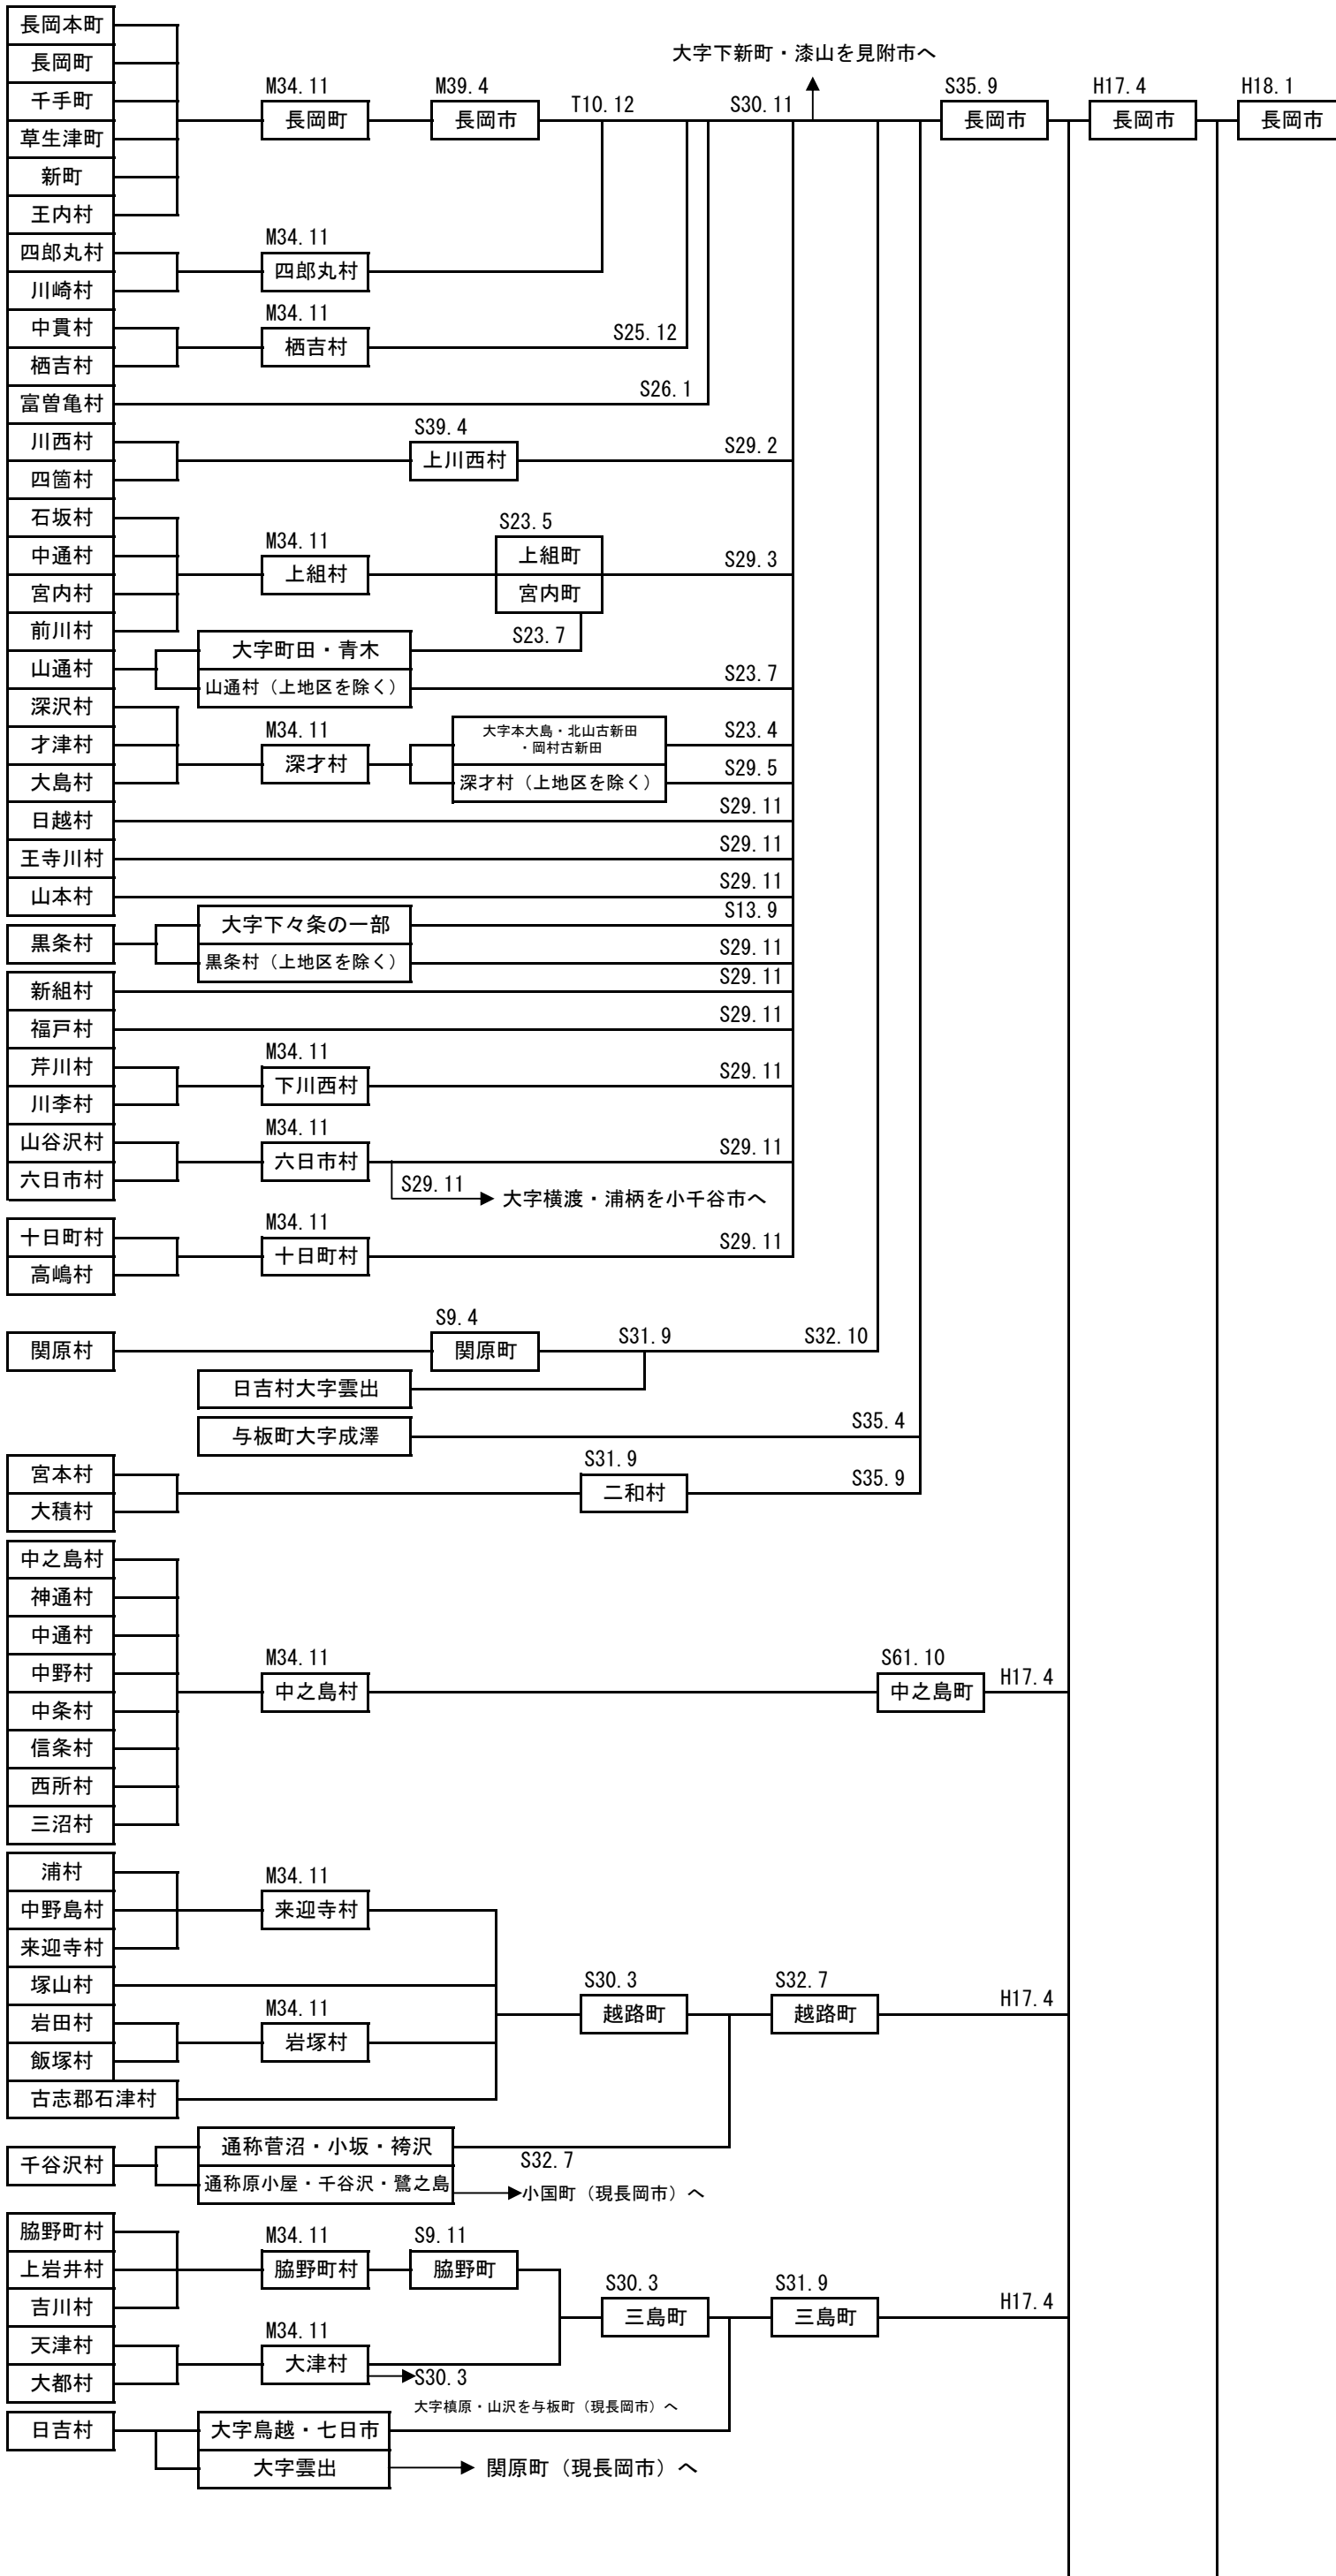 長岡本町
大字下新町・漆山を見附市へ
長岡町
千手町
M34.11
M39.4
T10.12
S30.11
S35.9
H17.4
H18.1
長岡町
長岡市
長岡市
長岡市
長岡市
草生津町
新町
王内村
四郎丸村
M34.11
四郎丸村
川崎村
中貫村
M34.11
栖吉村
S25.12
栖吉村
富曽亀村
S26.1
川西村
S39.4
上川西村
S29.2
四箇村
石坂村
中通村
宮内村
前川村
M34.11
上組村
S23.5
上組町
宮内町
S29.3
山通村
大字町田・青木
S23.7
山通村（上地区を除く）
S23.7
深沢村
才津村
大島村
M34.11
深才村
大字本大島・北山古新田
・岡村古新田
S23.4
深才村（上地区を除く）
S29.5
日越村
S29.11
王寺川村
S29.11
山本村
S29.11
黒条村
大字下々条の一部
S13.9
黒条村（上地区を除く）
S29.11
新組村
S29.11
福戸村
S29.11
芹川村
M34.11
下川西村
S29.11
川李村
山谷沢村
M34.11
六日市村
S29.11
六日市村
S29.11
大字横渡・浦柄を小千谷市へ
十日町村
M34.11
十日町村
S29.11
高嶋村
関原村
S9.4
関原町
S31.9
S32.10
日吉村大字雲出
与板町大字成澤
S35.4
宮本村
S31.9
二和村
S35.9
大積村
中之島村
神通村
中通村
中野村
中条村
信条村
西所村
三沼村
M34.11
中之島村
S61.10
中之島町
H17.4
浦村
中野島村
来迎寺村
M34.11
来迎寺村
塚山村
S30.3
越路町
S32.7
越路町
H17.4
岩田村
M34.11
岩塚村
飯塚村
古志郡石津村
千谷沢村
通称菅沼・小坂・袴沢
S32.7
通称原小屋・千谷沢・鷺之島
小国町（現長岡市）へ
脇野町村
上岩井村
吉川村
M34.11
脇野町村
S9.11
脇野町
S30.3
三島町
S31.9
三島町
H17.4
天津村
M34.11
大津村
大都村
S30.3
大字槙原・山沢を与板町（現長岡市）へ
日吉村
大字鳥越・七日市
大字雲出
関原町（現長岡市）へ